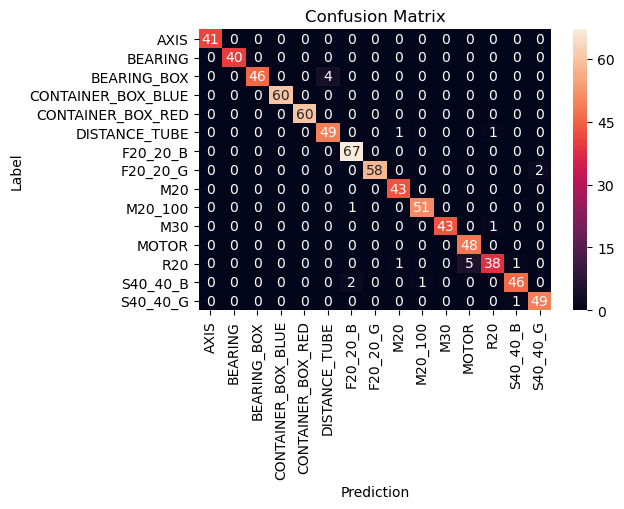 Confusion Matrix
Label
AXIS 41 0 0 0 0 0 0 0 0 0 0 0 0 0 0
BEARING 0 40 0 0 0 0 0 0 0 0 0 0 0 0 0
BEARING_BOX 0 0 46 0 0 4 0 0 0 0 0 0 0 0 0
CONTAINER_BOX_BLUE 0 0 0 60 0 0 0 0 0 0 0 0 0 0 0
CONTAINER_BOX_RED 0 0 0 0 60 0 0 0 0 0 0 0 0 0 0
DISTANCE_TUBE 0 0 0 0 0 49 0 0 1 0 0 0 1 0 0
F20_20_B 0 0 0 0 0 0 67 0 0 0 0 0 0 0 0
F20_20_G 0 0 0 0 0 0 0 58 0 0 0 0 0 0 2
M20 0 0 0 0 0 0 0 0 43 0 0 0 0 0 0
M20_100 0 0 0 0 0 0 1 0 0 51 0 0 0 0 0
M30 0 0 0 0 0 0 0 0 0 0 43 0 1 0 0
MOTOR 0 0 0 0 0 0 0 0 0 0 0 48 0 0 0
R20 0 0 0 0 0 0 0 0 1 0 0 5 38 1 0
S40_40_B 0 0 0 0 0 0 2 0 0 1 0 0 0 46 0
S40_40_G 0 0 0 0 0 0 0 0 0 0 0 0 0 1 49
AXIS
BEARING
BEARING_BOX
CONTAINER_BOX_BLUE
CONTAINER_BOX_RED
DISTANCE_TUBE
F20_20_B
F20_20_G
M20
M20_100
M30
MOTOR
R20
S40_40_B
S40_40_G
Prediction
60
45
30
15
0